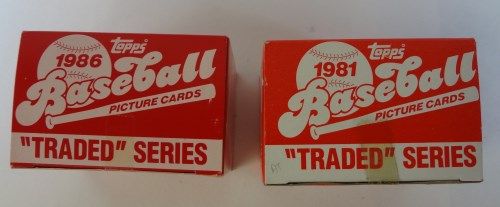 topps
1986
Baseball
PICTURE CARDS
"TRADED" SERIES
topps
1981
Baseball
PICTURE CARDS
"TRADED" SERIES